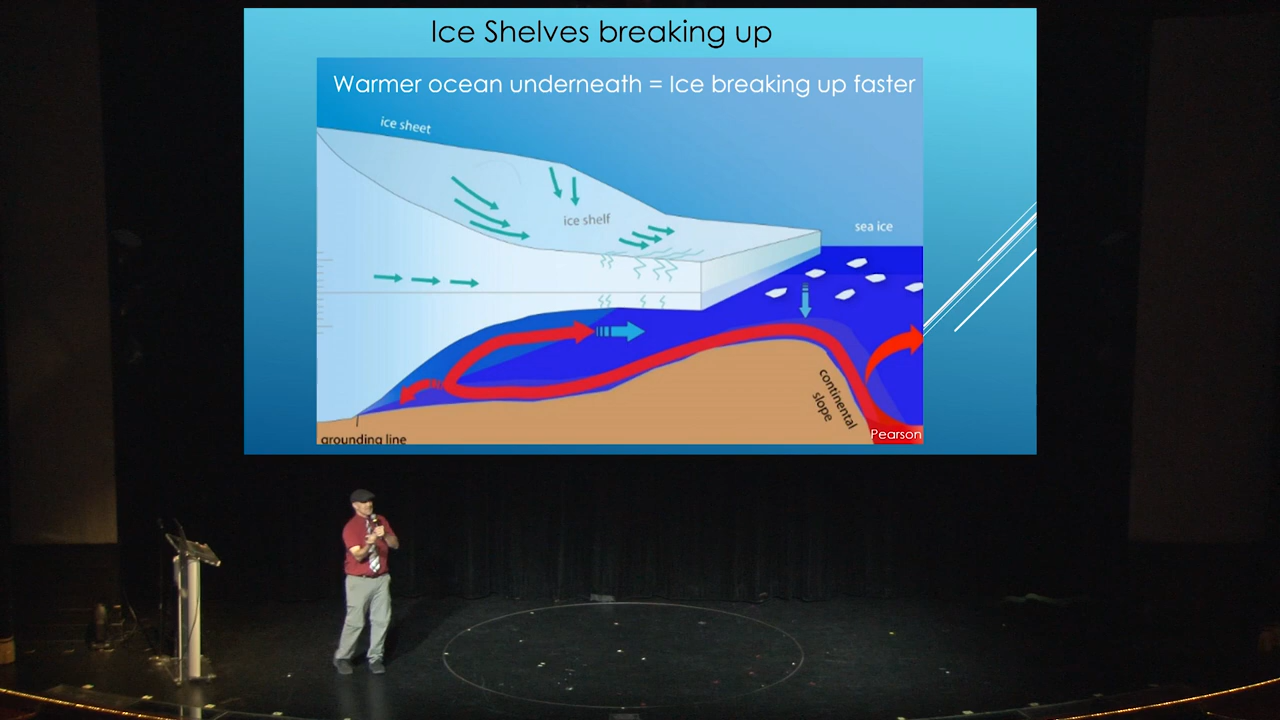 Ice Shelves breaking up
Warmer ocean underneath = Ice breaking up faster
ice sheet
ice shelf
sea ice
continental
slope
Pearson
grounding line